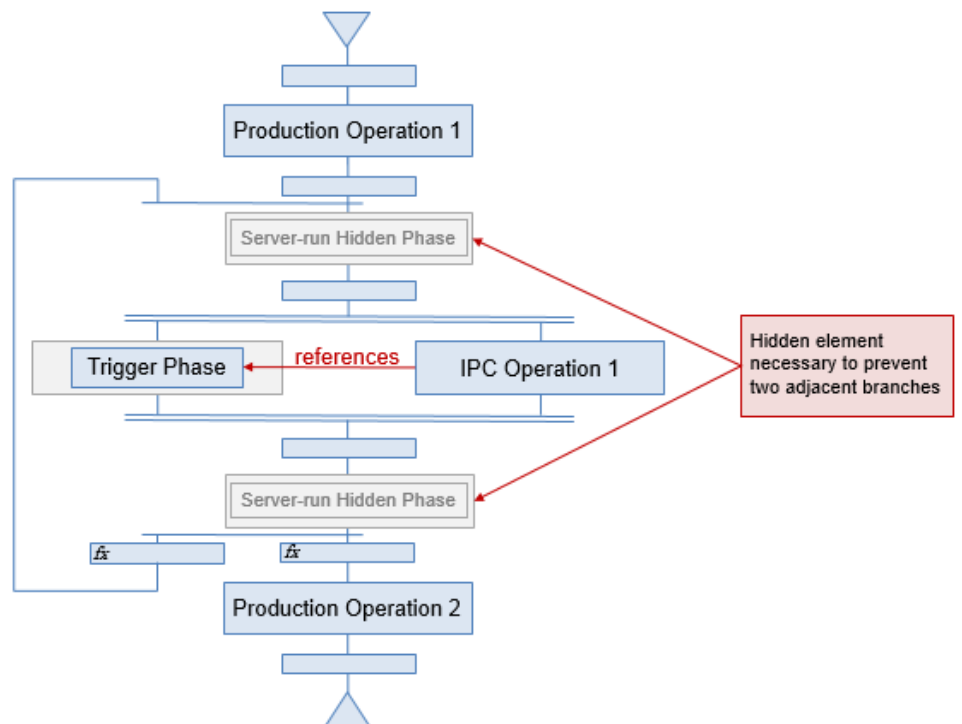 Production Operation 1
Server-run Hidden Phase
Trigger Phase
references
IPC Operation 1
Hidden element
necessary to prevent
two adjacent branches
Server-run Hidden Phase
fx
fx
Production Operation 2